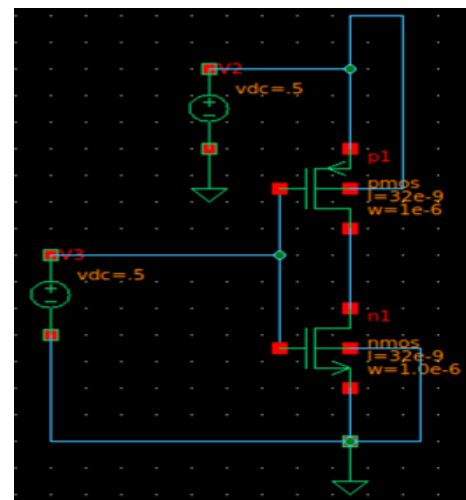 V2
vdc=.5
p1
pmos
l=32e-9
w=1e-6
V3
vdc=.5
n1
nmos
l=32e-9
w=1.0e-6